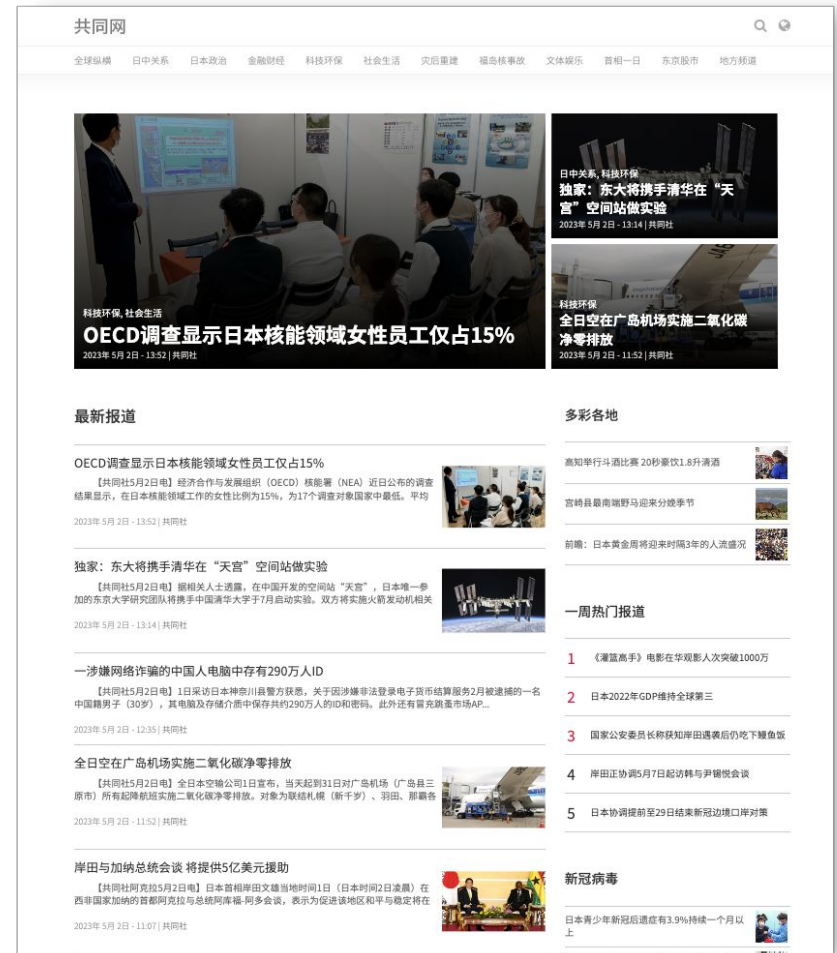 共同网
全球纵横 日中关系 日本政治 金融财经 科技环保 社会生活 灾后重建 福岛核事故 文体娱乐 首相一日 东京股市 地方频道
科技环保, 社会生活
OECD调查显示日本核能领域女性员工仅占15%
2023年 5月 2日 - 13:52 | 共同社
日中关系, 科技环保
独家：东大将携手清华在“天
宫”空间站做实验
2023年 5月 2日 - 13:14 | 共同社
科技环保
全日空在广岛机场实施二氧化碳
净零排放
2023年 5月 2日 - 11:52 | 共同社
最新报道
OECD调查显示日本核能领域女性员工仅占15%
【共同社5月2日电】经济合作与发展组织（OECD）核能署（NEA）近日公布的调查
结果显示，在日本核能领域工作的女性比例为15%，为17个调查对象国家中最低。平均
2023年 5月 2日 - 13:52 | 共同社
独家：东大将携手清华在“天宫”空间站做实验
【共同社5月2日电】据相关人士透露，在中国开发的空间站“天宫”，日本唯一参
加的东京大学研究团队将携手中国清华大学于7月启动实验。双方将实施火箭发动机相关
2023年 5月 2日 - 13:14 | 共同社
一涉嫌网络诈骗的中国人电脑中存有290万人ID
【共同社5月2日电】1日采访日本神奈川县警方获悉，关于因涉嫌非法登录电子货币结算服务2月被逮捕的一名
中国籍男子（30岁），其电脑及存储介质中保存共约290万人的ID和密码。此外还有冒充跳蚤市场AP...
2023年 5月 2日 - 12:35 | 共同社
全日空在广岛机场实施二氧化碳净零排放
【共同社5月2日电】全日本空输公司1日宣布，当天起到31日对广岛机场（广岛县三
原市）所有起降航班实施二氧化碳净零排放。对象为联结札幌（新千岁）、羽田、那霸各
2023年 5月 2日 - 11:52 | 共同社
岸田与加纳总统会谈 将提供5亿美元援助
【共同社阿克拉5月2日电】日本首相岸田文雄当地时间1日（日本时间2日凌晨）在
西非国家加纳的首都阿克拉与总统阿库福-阿多会谈，表示为促进该地区和平与稳定将在
2023年 5月 2日 - 11:07 | 共同社
多彩各地
高知举行斗酒比赛 20秒豪饮1.8升清酒
宫崎县最南端野马迎来分娩季节
前瞻：日本黄金周将迎来时隔3年的人流盛况
一周热门报道
1 《灌篮高手》电影在华观影人次突破1000万
2 日本2022年GDP维持全球第三
3 国家公安委员长称获知岸田遇袭后仍吃下鳗鱼饭
4 岸田正协调5月7日起访韩与尹锡悦会谈
5 日本协调提前至29日结束新冠边境口岸对策
新冠病毒
日本青少年新冠后遗症有3.9%持续一个月以
上